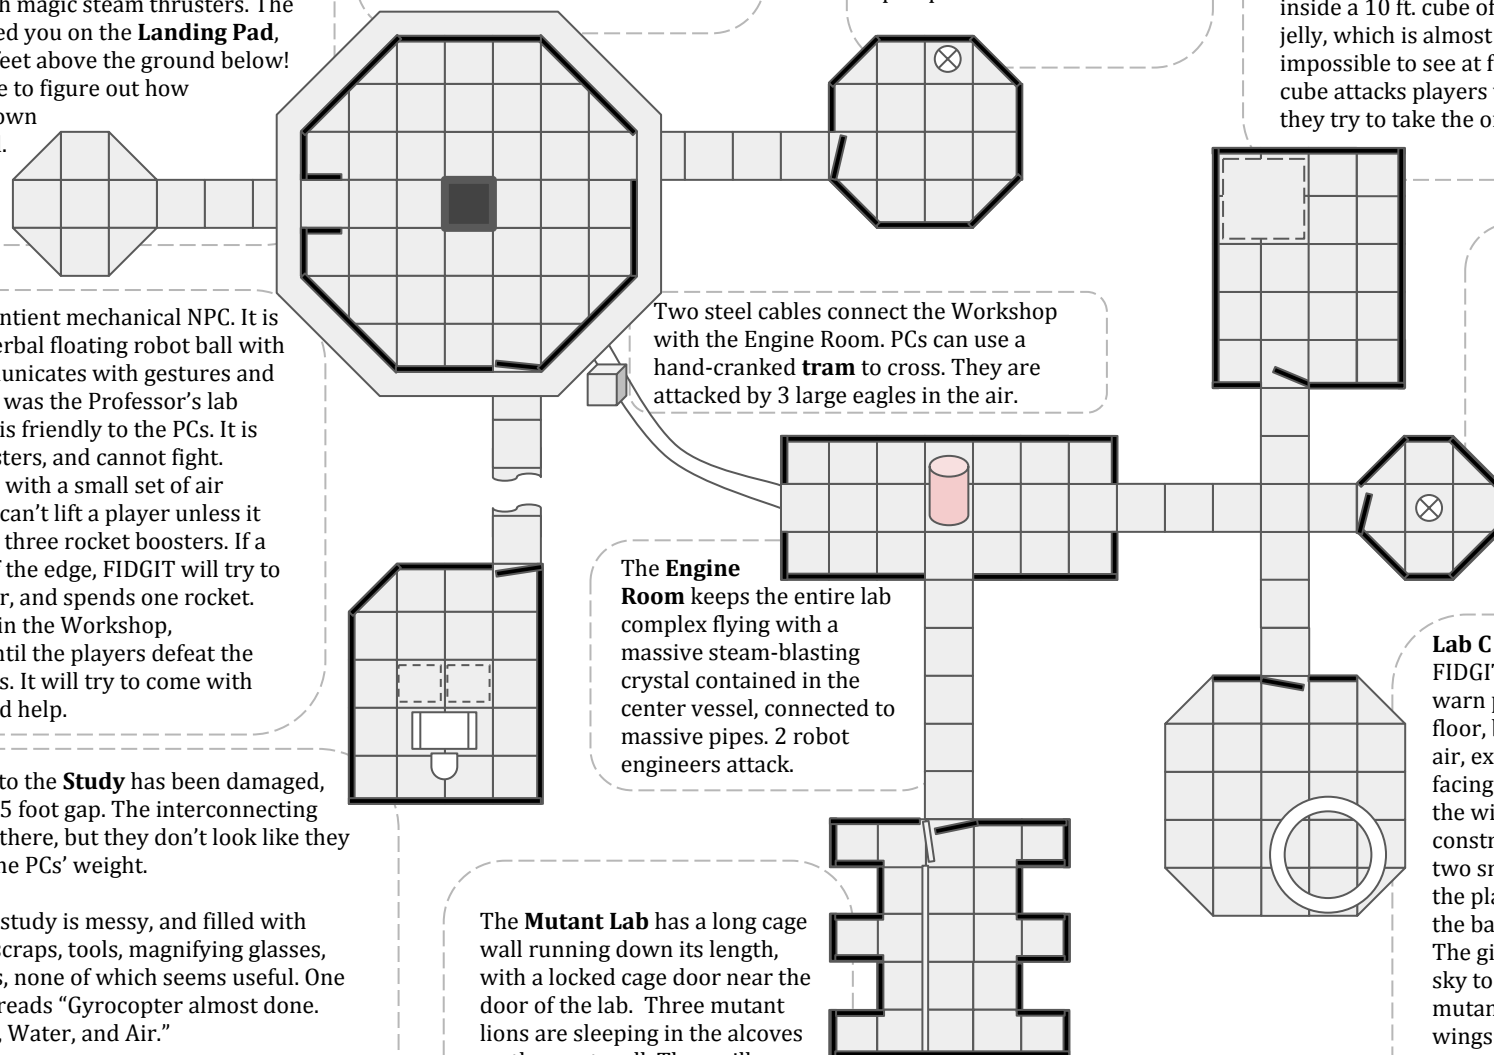 h magic steam thrusters. The
ed you on the Landing Pad,
feet above the ground below!
e to figure out how
own
inside a 10 ft. cube of
jelly, which is almost
impossible to see at f
cube attacks players
they try to take the o
ntient mechanical NPC. It is
erbal floating robot ball with
unicates with gestures and
was the Professor’s lab
is friendly to the PCs. It is
sters, and cannot fight.
with a small set of air
can’t lift a player unless it
three rocket boosters. If a
f the edge, FIDGIT will try to
r, and spends one rocket.
in the Workshop,
ntil the players defeat the
s. It will try to come with
d help.
Two steel cables connect the Workshop
with the Engine Room. PCs can use a
hand-cranked tram to cross. They are
attacked by 3 large eagles in the air.
The Engine
Room keeps the entire lab
complex flying with a
massive steam-blasting
crystal contained in the
center vessel, connected to
massive pipes. 2 robot
engineers attack.
to the Study has been damaged,
5 foot gap. The interconnecting
there, but they don’t look like they
he PCs’ weight.
study is messy, and filled with
scraps, tools, magnifying glasses,
s, none of which seems useful. One
reads “Gyrocopter almost done.
, Water, and Air.”
The Mutant Lab has a long cage
wall running down its length,
with a locked cage door near the
door of the lab. Three mutant
lions are sleeping in the alcoves
Lab C
FIDGIT
warn p
floor, b
air, ex
facing
the wi
constr
two sn
the pla
the ba
The gi
sky to
mutan
wings